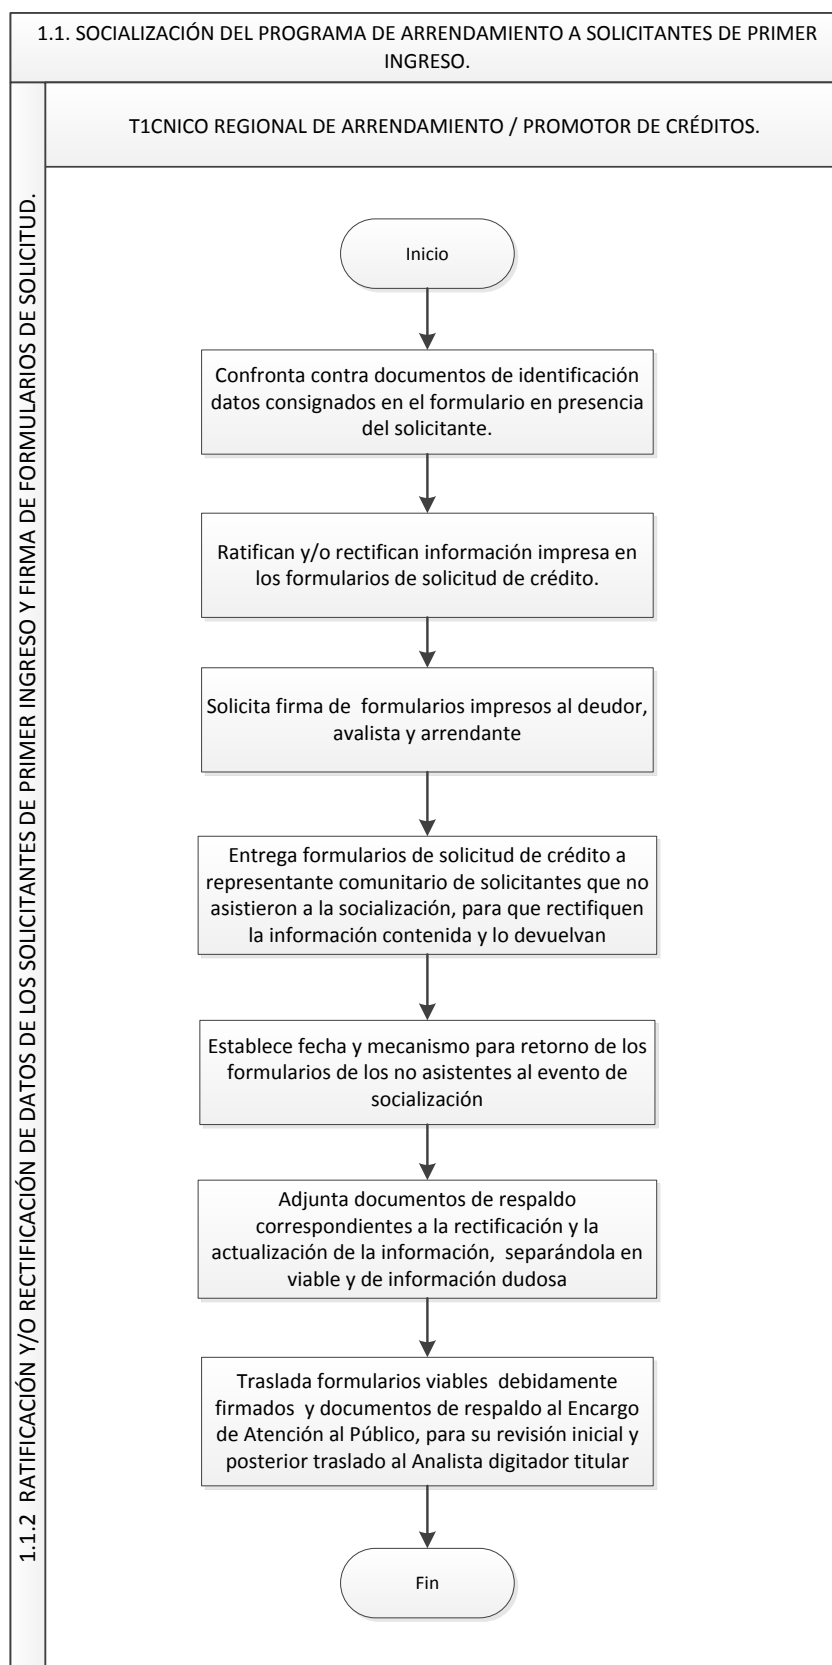 1.1. SOCIALIZACIÓN DEL PROGRAMA DE ARRENDAMIENTO A SOLICITANTES DE PRIMER
INGRESO.
T1CNICO REGIONAL DE ARRENDAMIENTO / PROMOTOR DE CRÉDITOS.
1.1.2 RATIFICACIÓN Y/O RECTIFICACIÓN DE DATOS DE LOS SOLICITANTES DE PRIMER INGRESO Y FIRMA DE FORMULARIOS DE SOLICITUD.
Inicio
Confronta contra documentos de identificación
datos consignados en el formulario en presencia
del solicitante.
Ratifican y/o rectifican información impresa en
los formularios de solicitud de crédito.
Solicita firma de formularios impresos al deudor,
avalista y arrendante
Entrega formularios de solicitud de crédito a
representante comunitario de solicitantes que no
asistieron a la socialización, para que rectifiquen
la información contenida y lo devuelvan
Establece fecha y mecanismo para retorno de los
formularios de los no asistentes al evento de
socialización
Adjunta documentos de respaldo
correspondientes a la rectificación y la
actualización de la información, separándola en
viable y de información dudosa
Traslada formularios viables debidamente
firmados y documentos de respaldo al Encargo
de Atención al Público, para su revisión inicial y
posterior traslado al Analista digitador titular
Fin